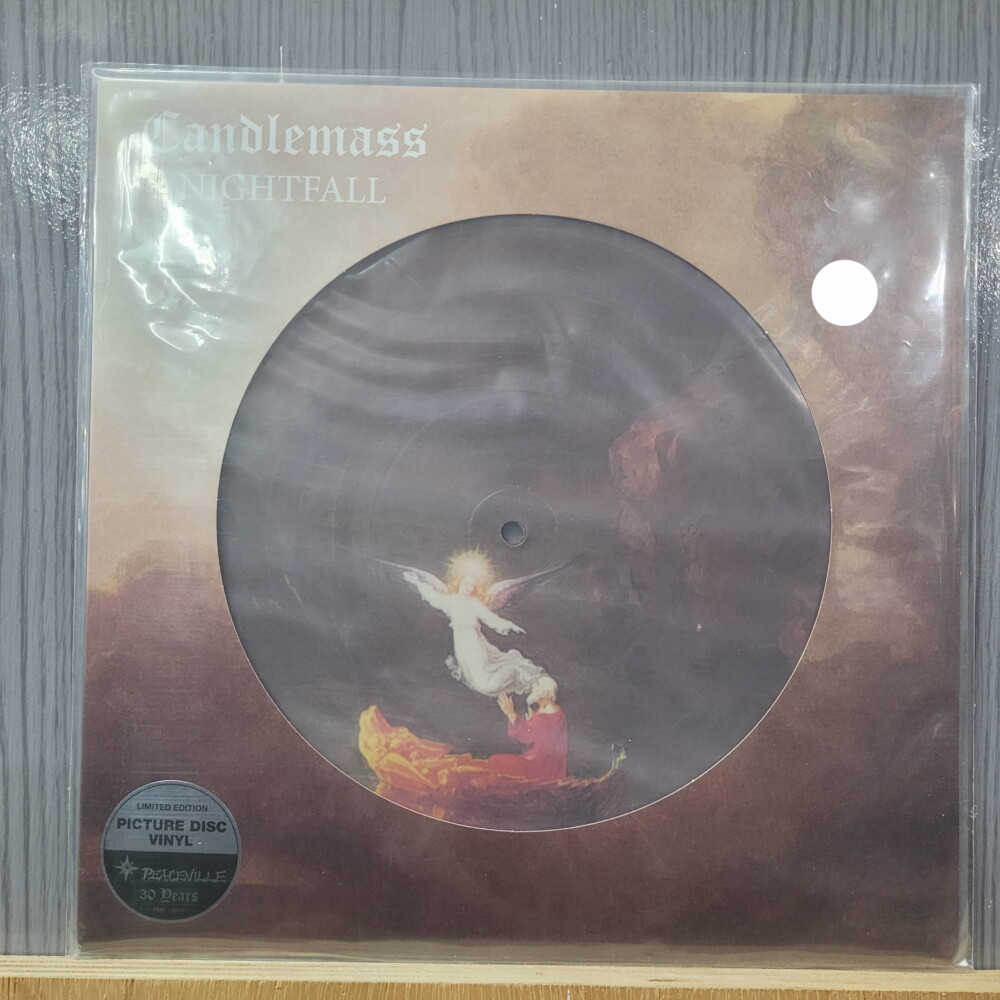 Candlemass
NIGHTFALL
LIMITED EDITION
PICTURE DISC
VINYL
PEACEVILLE
30 Years